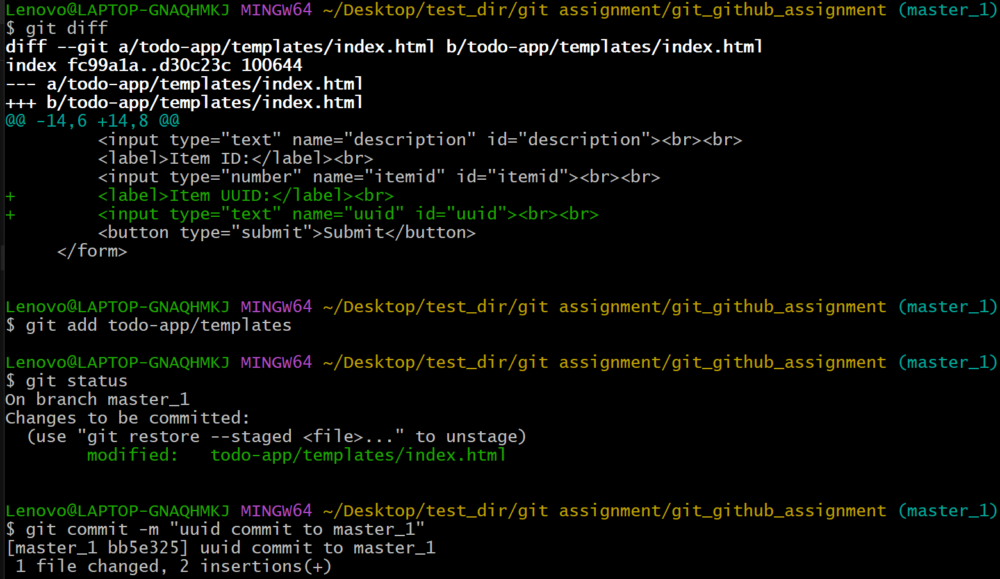 Lenovo@LAPTOP-GNAQHMKJ MINGW64 ~/Desktop/test_dir/git assignment/git_github_assignment (master_1)
$ git diff
diff --git a/todo-app/templates/index.html b/todo-app/templates/index.html
index fc99a1a..d30c23c 100644
--- a/todo-app/templates/index.html
+++ b/todo-app/templates/index.html
@@ -14,6 +14,8 @@
         <input type="text" name="description" id="description"><br><br>
         <label>Item ID:</label><br>
         <input type="number" name="itemid" id="itemid"><br><br>
+        <label>Item UUID:</label><br>
+        <input type="text" name="uuid" id="uuid"><br><br>
         <button type="submit">Submit</button>
     </form>
Lenovo@LAPTOP-GNAQHMKJ MINGW64 ~/Desktop/test_dir/git assignment/git_github_assignment (master_1)
$ git add todo-app/templates
Lenovo@LAPTOP-GNAQHMKJ MINGW64 ~/Desktop/test_dir/git assignment/git_github_assignment (master_1)
$ git status
On branch master_1
Changes to be committed:
  (use "git restore --staged <file>..." to unstage)
        modified:   todo-app/templates/index.html
Lenovo@LAPTOP-GNAQHMKJ MINGW64 ~/Desktop/test_dir/git assignment/git_github_assignment (master_1)
$ git commit -m "uuid commit to master_1"
[master_1 bb5e325] uuid commit to master_1
 1 file changed, 2 insertions(+)